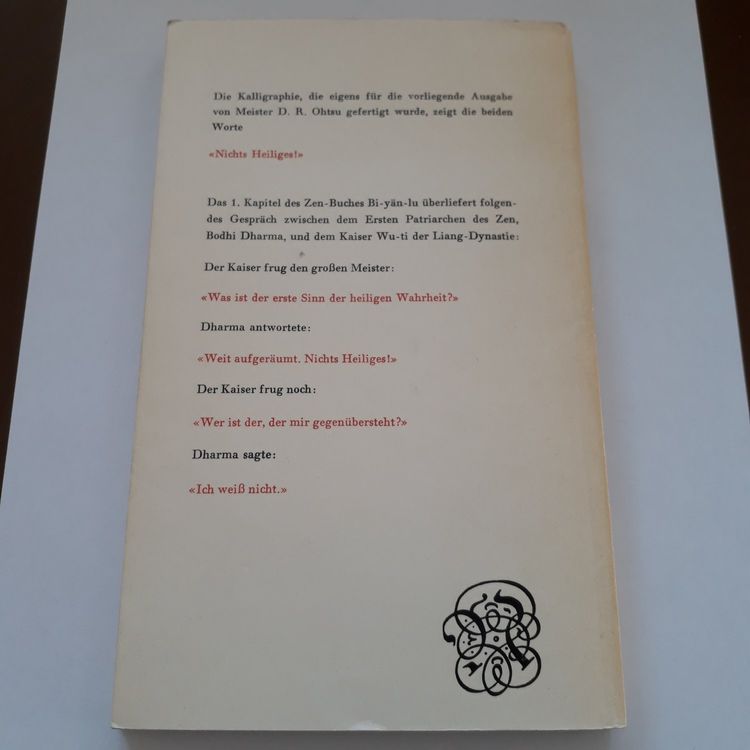 Die Kalligraphie, die eigens für die vorliegende Ausgabe
von Meister D. R. Ohtsu gefertigt wurde, zeigt die beiden
Worte
«Nichts Heiliges!»
Das 1. Kapitel des Zen-Buches Bi-yän-lu überliefert folgen-
des Gespräch zwischen dem Ersten Patriarchen des Zen,
Bodhi Dharma, und dem Kaiser Wu-ti der Liang-Dynastie:
Der Kaiser frug den großen Meister:
«Was ist der erste Sinn der heiligen Wahrheit?»
Dharma antwortete:
«Weit aufgeräumt. Nichts Heiliges!»
Der Kaiser frug noch:
«Wer ist der, der mir gegenübersteht?»
Dharma sagte:
«Ich weiß nicht.»